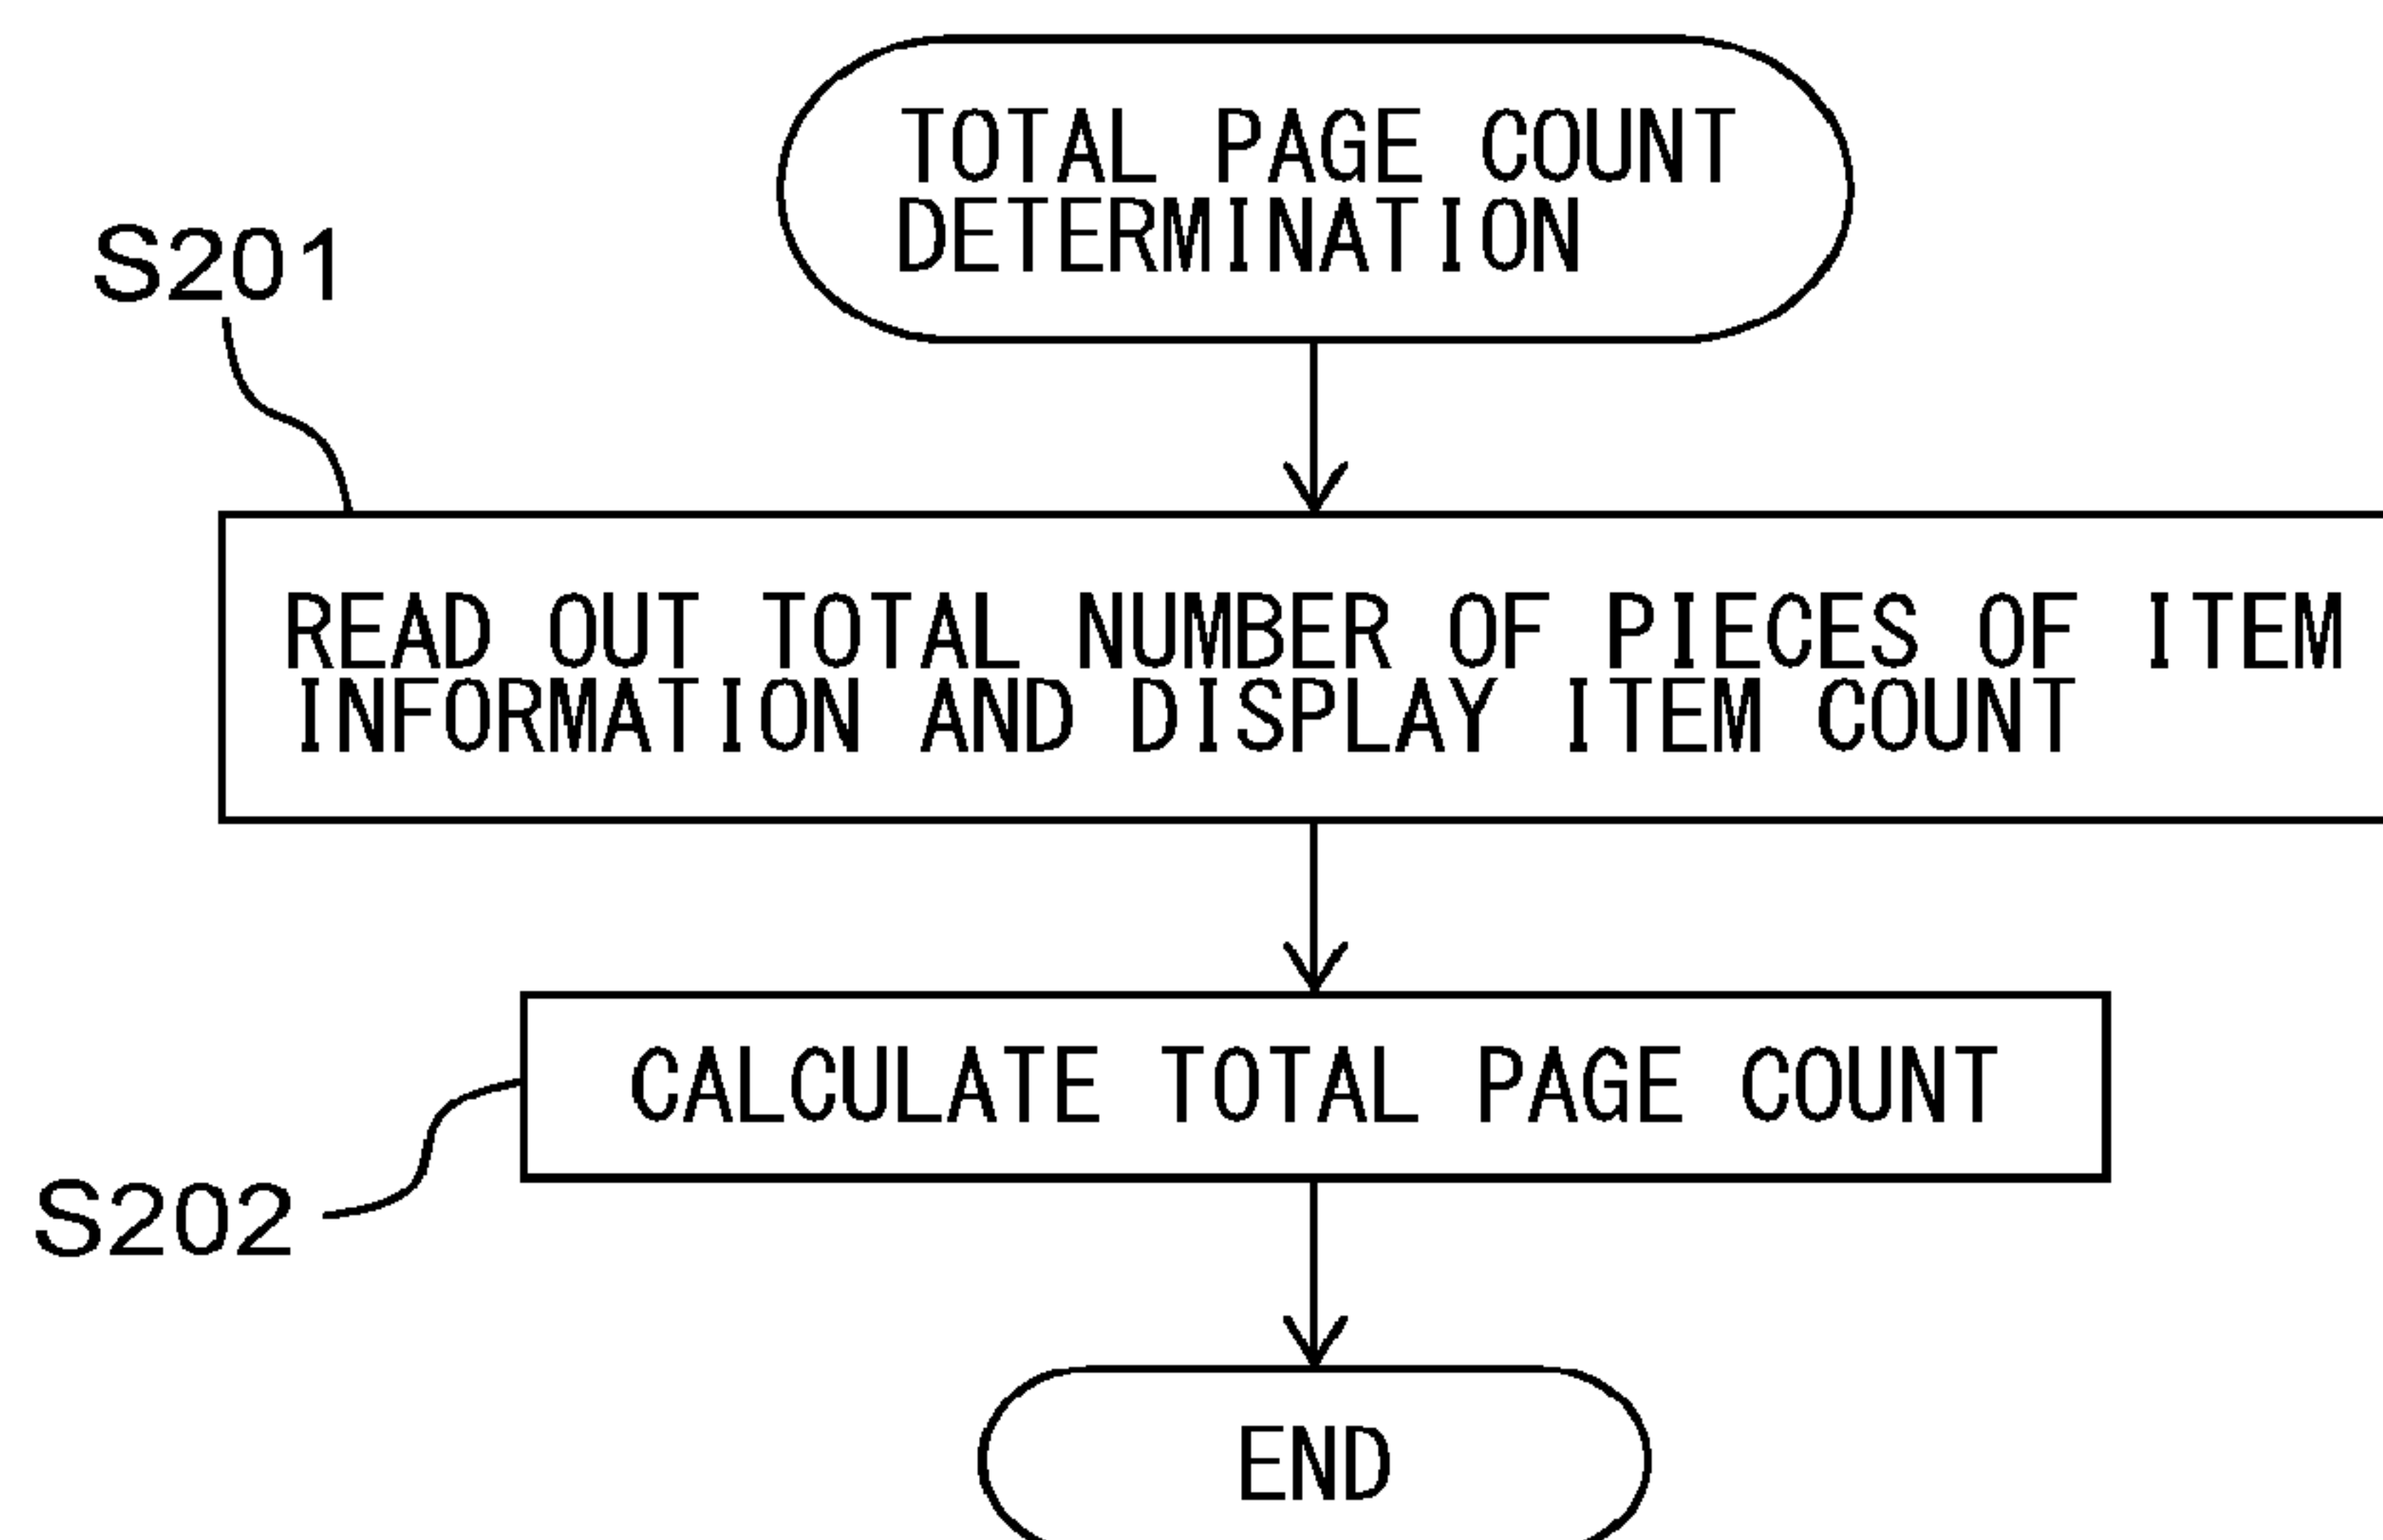 TOTAL PAGE COUNT
DETERMINATION
S201
READ OUT TOTAL NUMBER OF PIECES OF ITEM
INFORMATION AND DISPLAY ITEM COUNT
CALCULATE TOTAL PAGE COUNT
S202
END